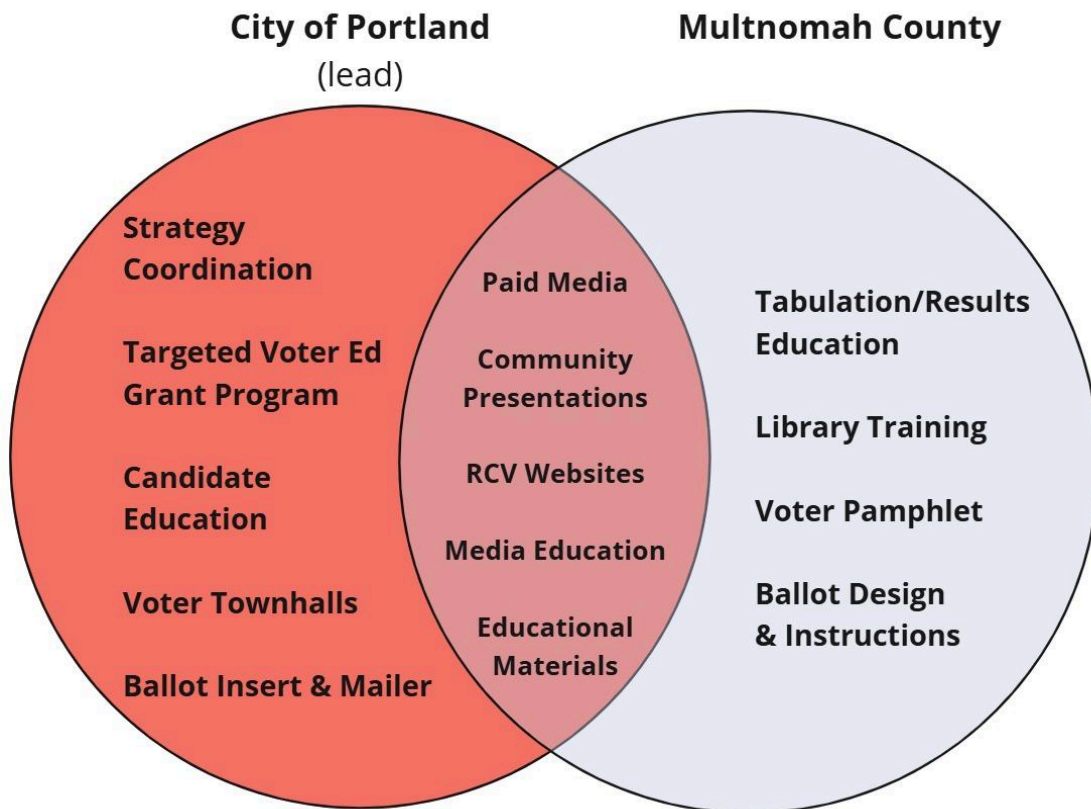 City of Portland
(lead)
Multnomah County
Strategy
Coordination
Targeted Voter Ed
Grant Program
Candidate
Education
Voter Townhalls
Ballot Insert & Mailer
Paid Media
Community
Presentations
RCV Websites
Media Education
Educational
Materials
Tabulation/Results
Education
Library Training
Voter Pamphlet
Ballot Design
& Instructions